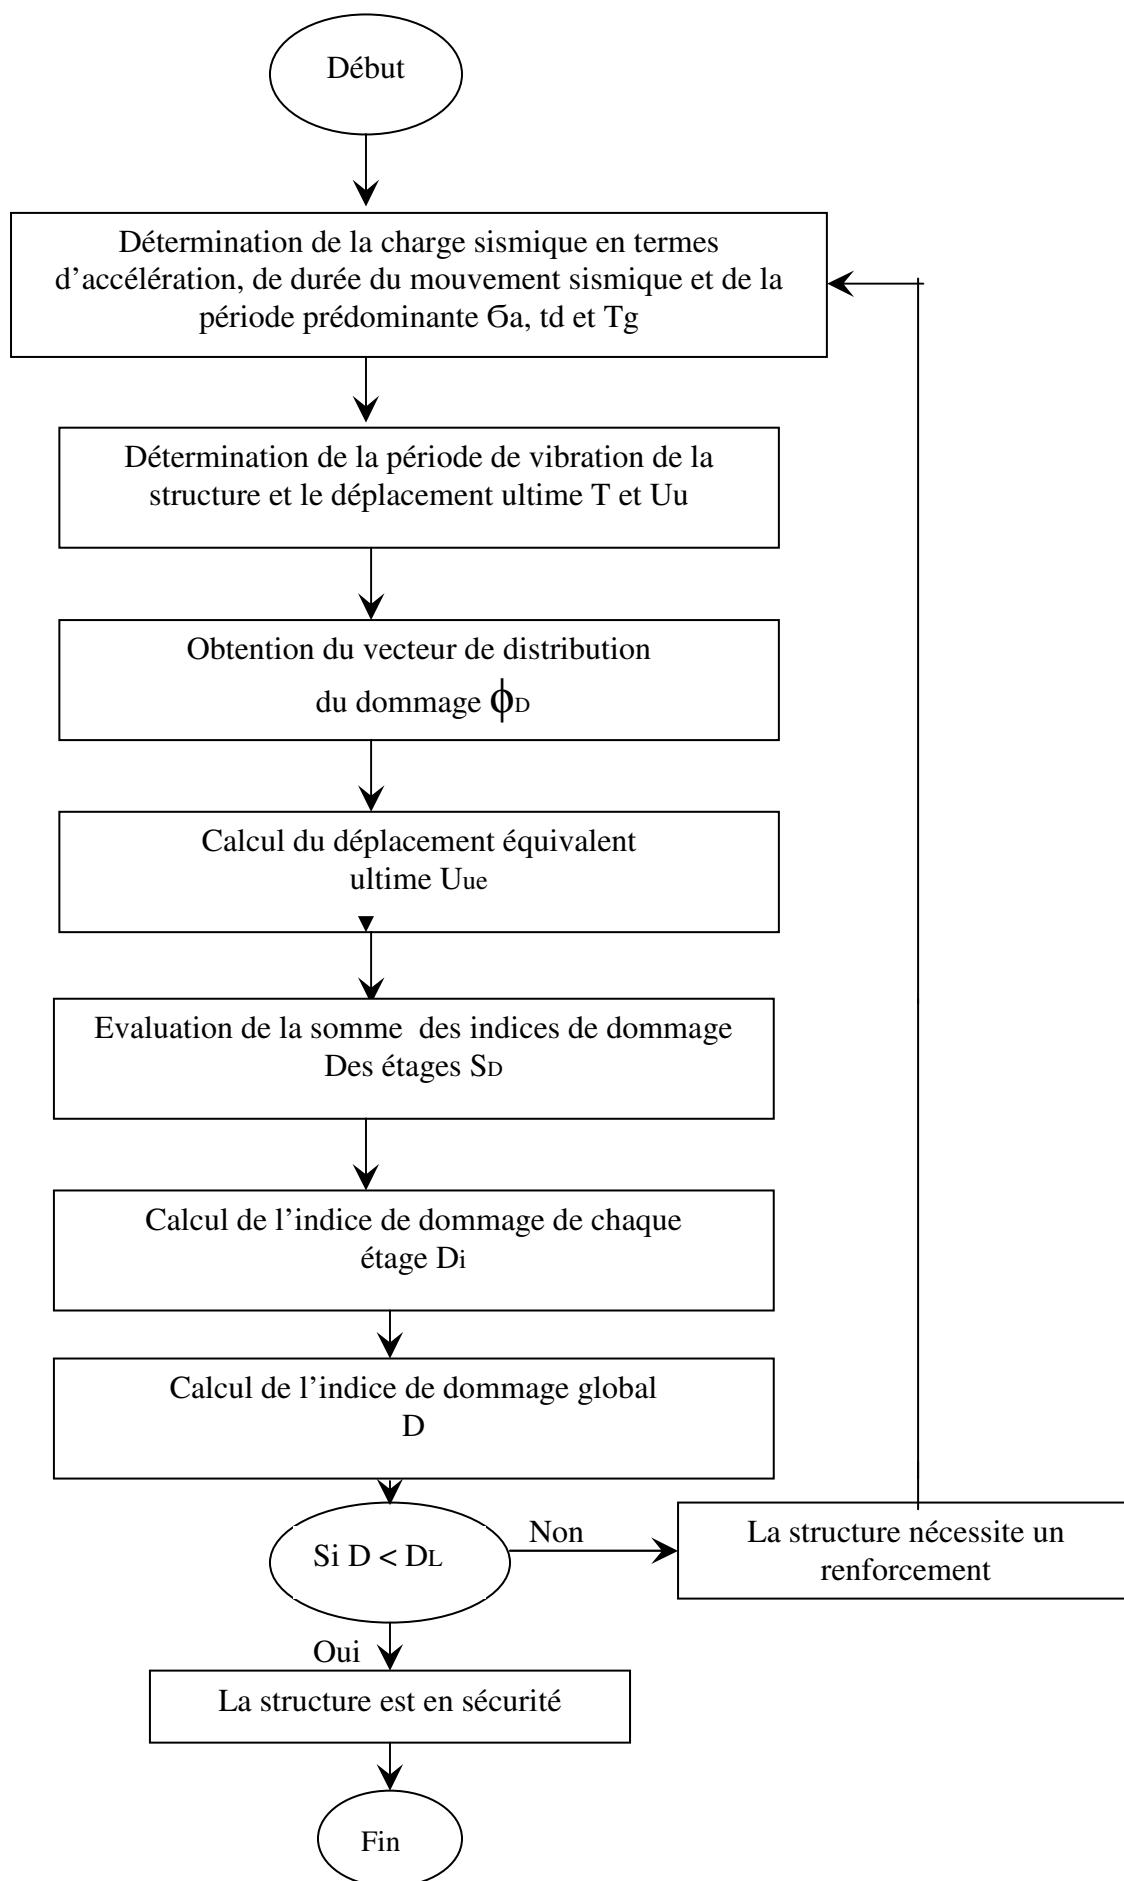 Début
Détermination de la charge sismique en termes
d’accélération, de durée du mouvement sismique et de la
période prédominante Ϭa, td et Tg
Détermination de la période de vibration de la
structure et le déplacement ultime T et Uu
Obtention du vecteur de distribution
du dommage ϕD
Calcul du déplacement équivalent
ultime Uue
Evaluation de la somme des indices de dommage
Des étages SD
Calcul de l’indice de dommage de chaque
étage Di
Calcul de l’indice de dommage global
D
Si D < DL
Non
La structure nécessite un
renforcement
Oui
La structure est en sécurité
Fin